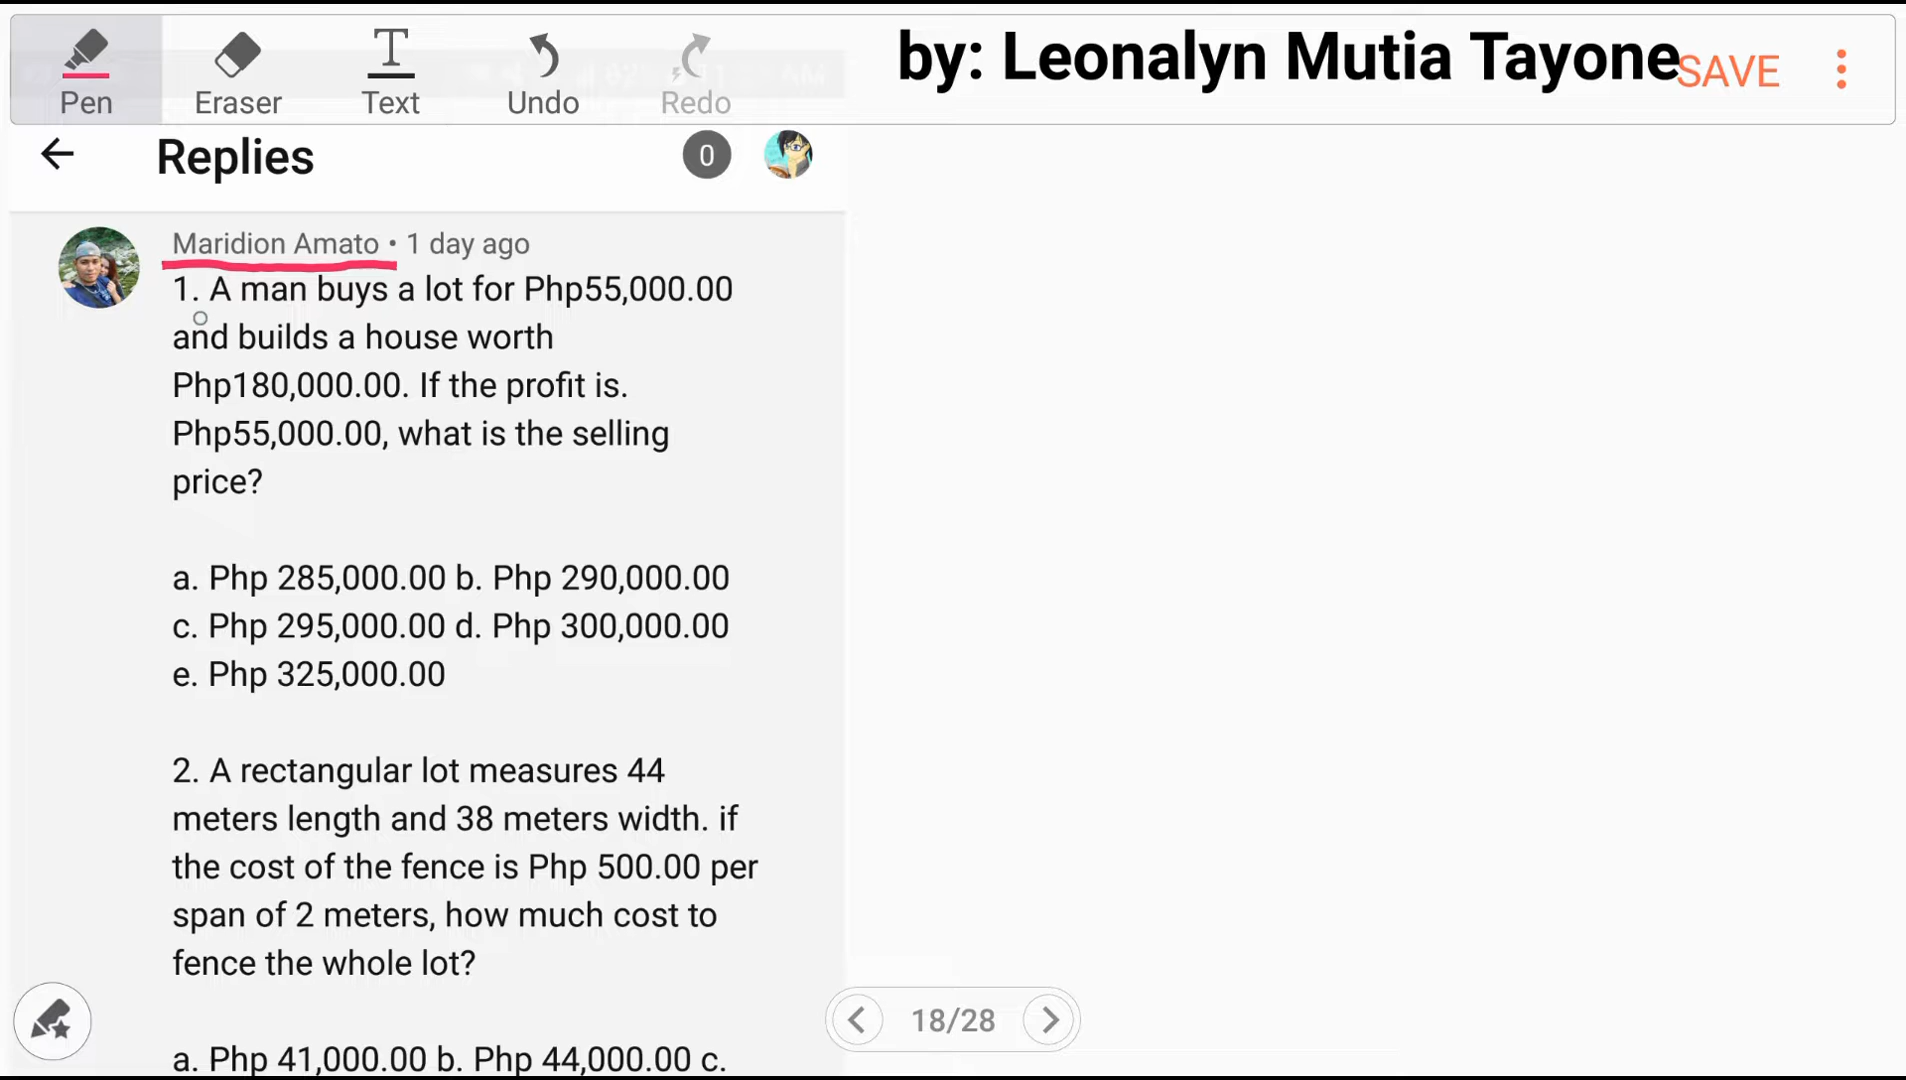 by: Leonalyn Mutia Tayone
SAVE
Pen
Eraser
Text
Undo
Redo
Replies
0
Maridion Amato • 1 day ago
1. A man buys a lot for Php55,000.00
and builds a house worth
Php180,000.00. If the profit is.
Php55,000.00, what is the selling
price?
a. Php 285,000.00 b. Php 290,000.00
c. Php 295,000.00 d. Php 300,000.00
e. Php 325,000.00
2. A rectangular lot measures 44
meters length and 38 meters width. if
the cost of the fence is Php 500.00 per
span of 2 meters, how much cost to
fence the whole lot?
a. Php 41,000.00 b. Php 44,000.00 c.
18/28